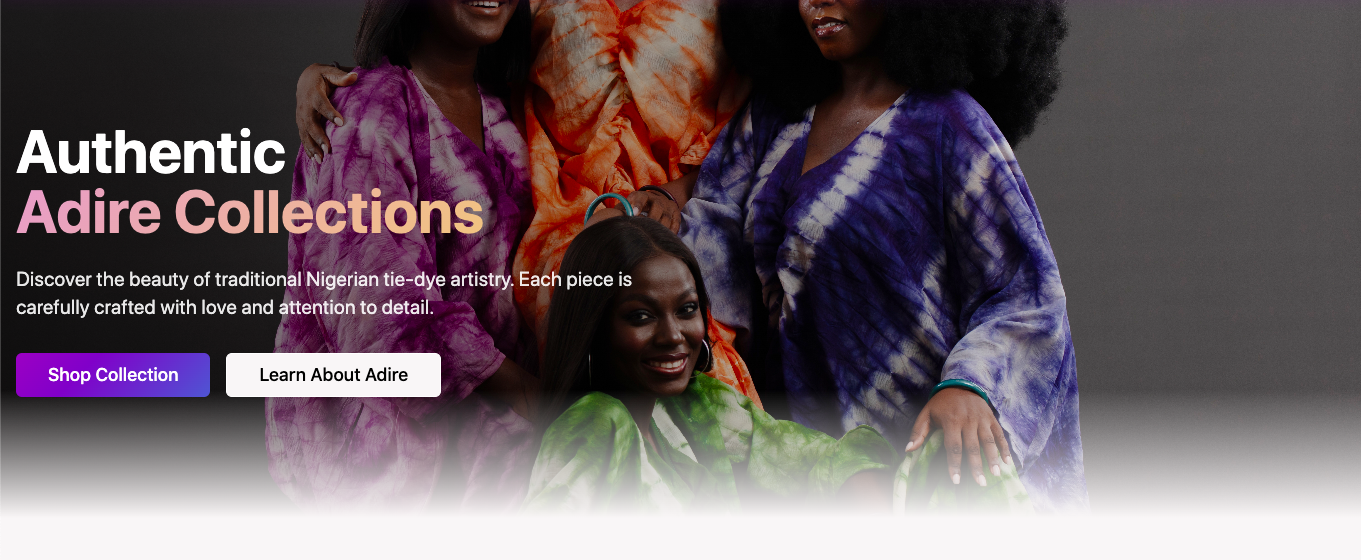 Authentic
Adire Collections
Discover the beauty of traditional Nigerian tie-dye artistry. Each piece is
carefully crafted with love and attention to detail.
Shop Collection
Learn About Adire